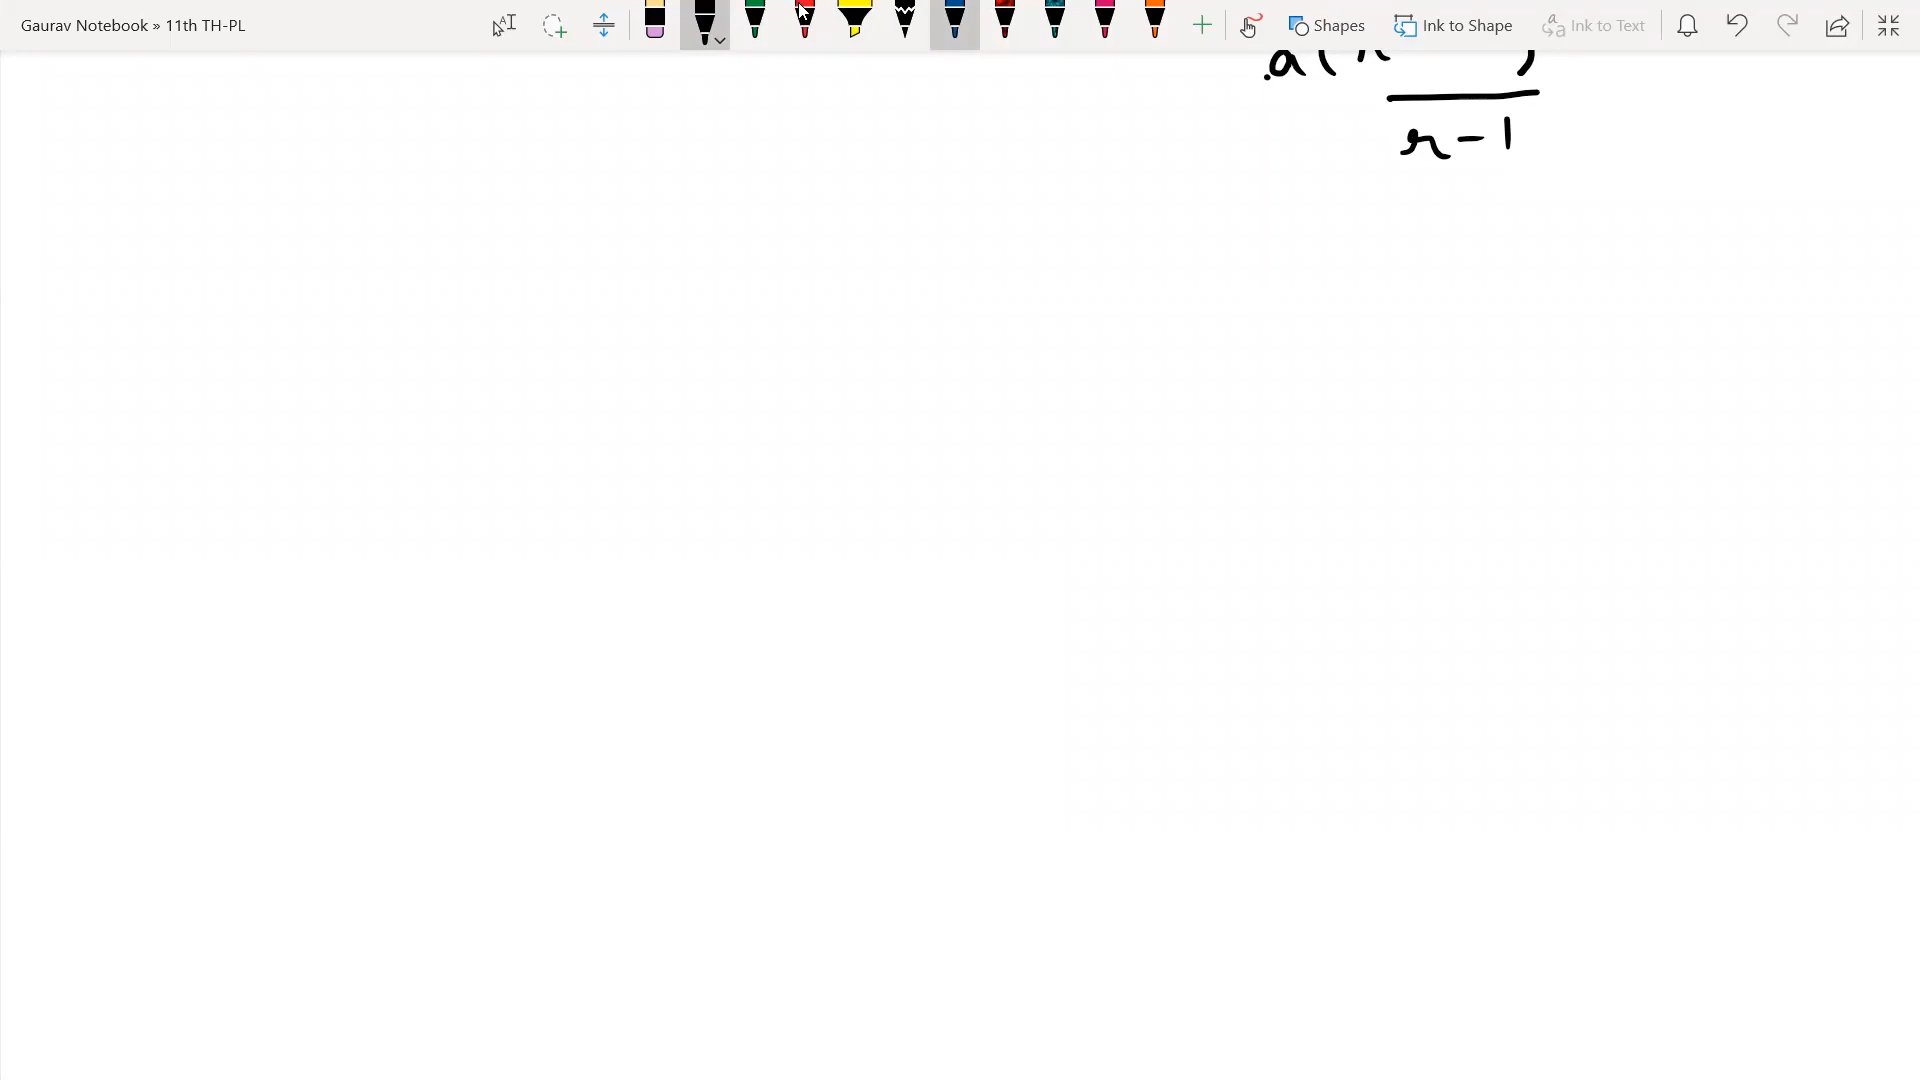 Gaurav Notebook » 11th TH-PL
Shapes
Ink to Shape
Ink to Text
a(
)
r-1